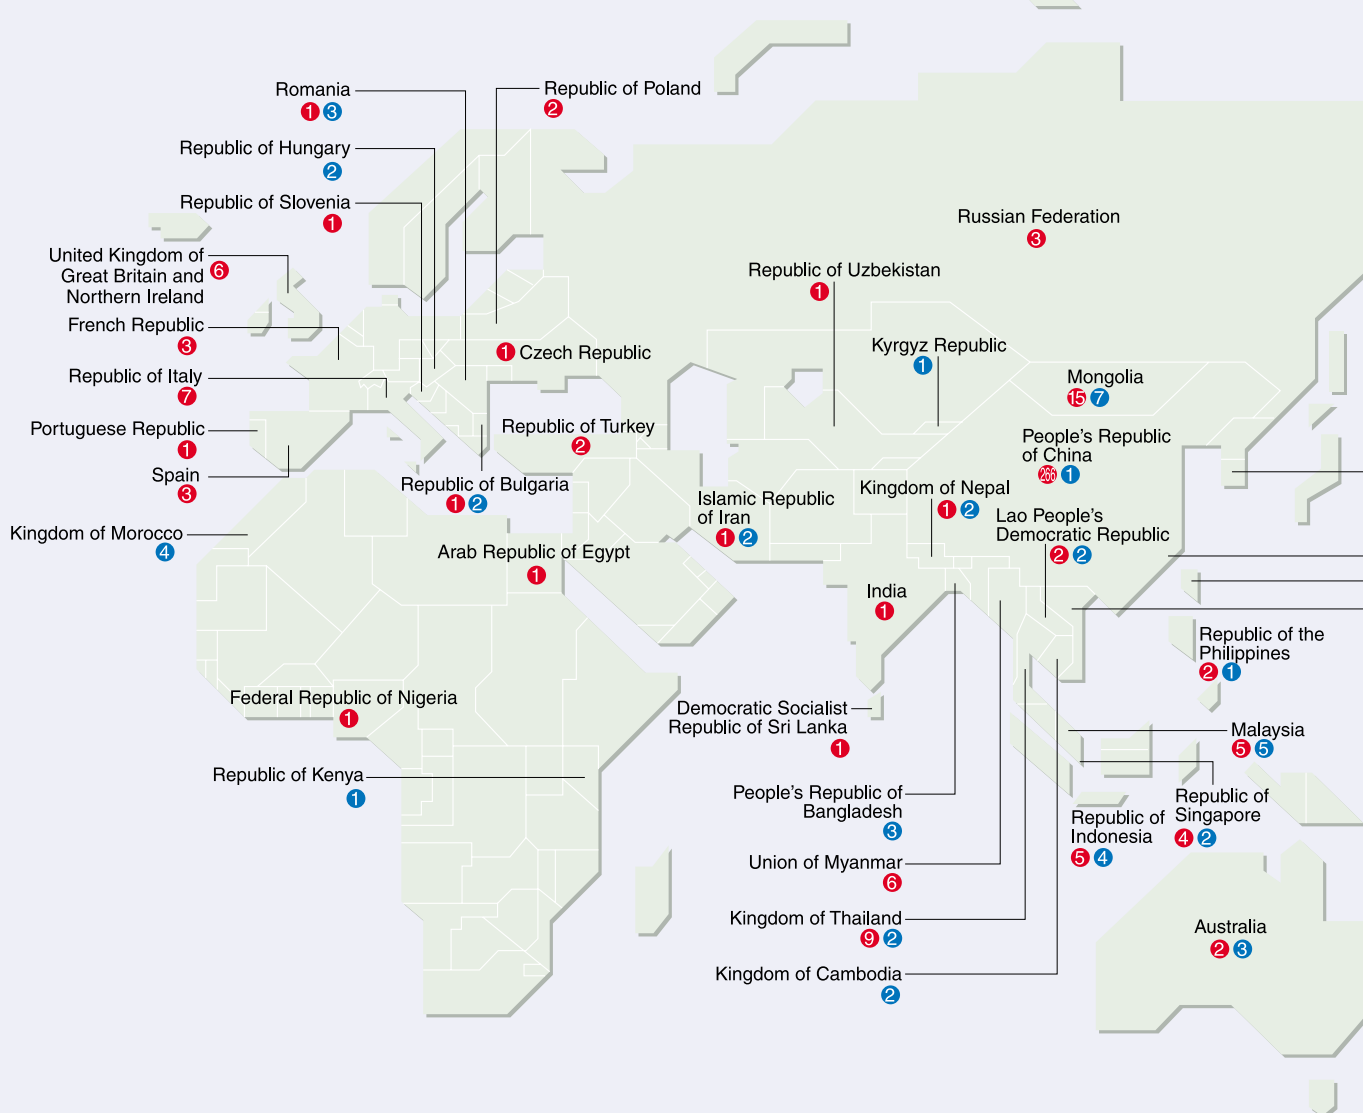 Romania
1 3
Republic of Poland
2
Republic of Hungary
2
Republic of Slovenia
1
United Kingdom of
Great Britain and
Northern Ireland
6
French Republic
3
Republic of Italy
7
Portuguese Republic
1
Spain
3
Kingdom of Morocco
4
1 Czech Republic
Republic of Turkey
2
Republic of Bulgaria
1 2
Arab Republic of Egypt
1
Federal Republic of Nigeria
1
Republic of Kenya
1
Russian Federation
3
Republic of Uzbekistan
1
Kyrgyz Republic
1
Mongolia
15 7
People's Republic
of China
266 1
Islamic Republic
of Iran
1 2
Kingdom of Nepal
1 2
Lao People's
Democratic Republic
2 2
India
1
Democratic Socialist
Republic of Sri Lanka
1
People's Republic of
Bangladesh
3
Union of Myanmar
6
Kingdom of Thailand
9 2
Kingdom of Cambodia
2
Republic of the
Philippines
2 1
Malaysia
5 5
Republic of
Singapore
4 2
Republic of
Indonesia
5 4
Australia
2 3